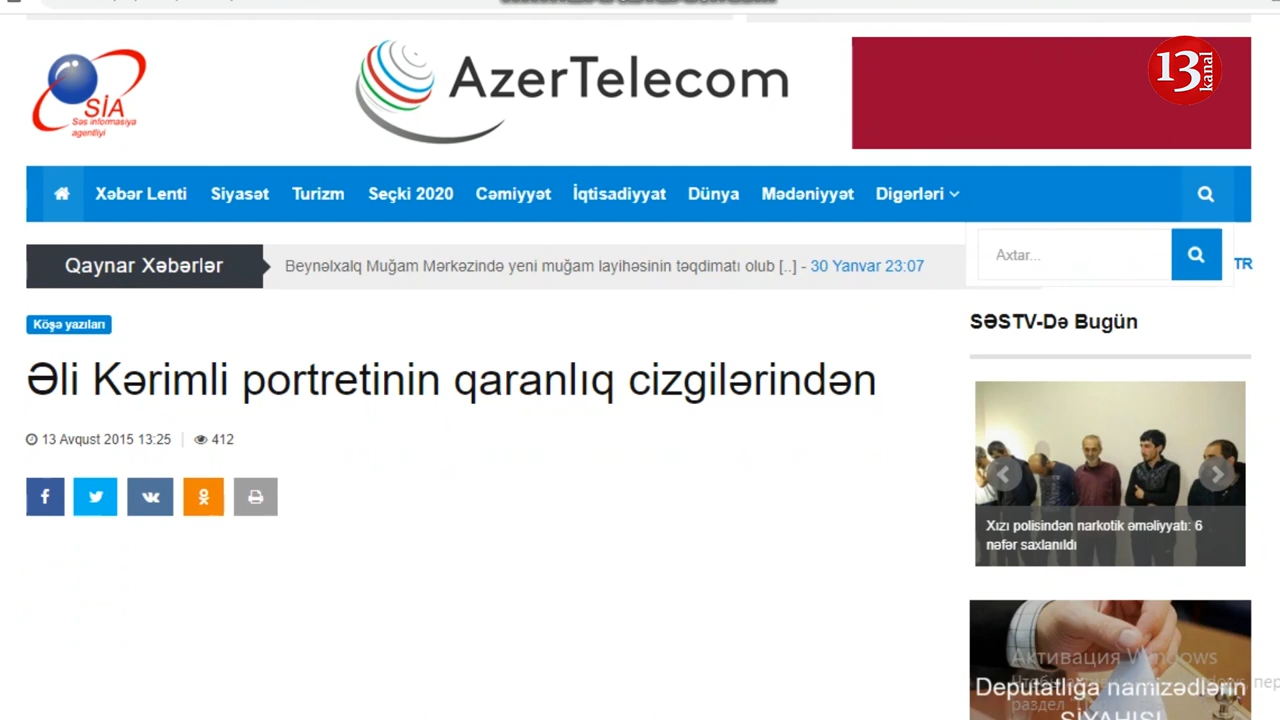 SİA
Səs informasiya
agentliyi
AzerTelecom
13
kanal
Xəbər Lenti
Siyasət
Turizm
Seçki 2020
Cəmiyyət
İqtisadiyyat
Dünya
Mədəniyyət
Digərləri
Qaynar Xəbərlər
Beynəlxalq Muğam Mərkəzində yeni muğam layihəsinin təqdimatı olub [..] - 30 Yanvar 23:07
Axtar...
TR
Köşə yazıları
Əli Kərimli portretinin qaranlıq cizgilərindən
13 Avqust 2015 13:25
412
SƏSTV-Də Bugün
Xızı polisindən narkotik əməliyyatı: 6
nəfər saxlanıldı
Активация Windows
Deputatlığa namizədlərin
SİYAHISI